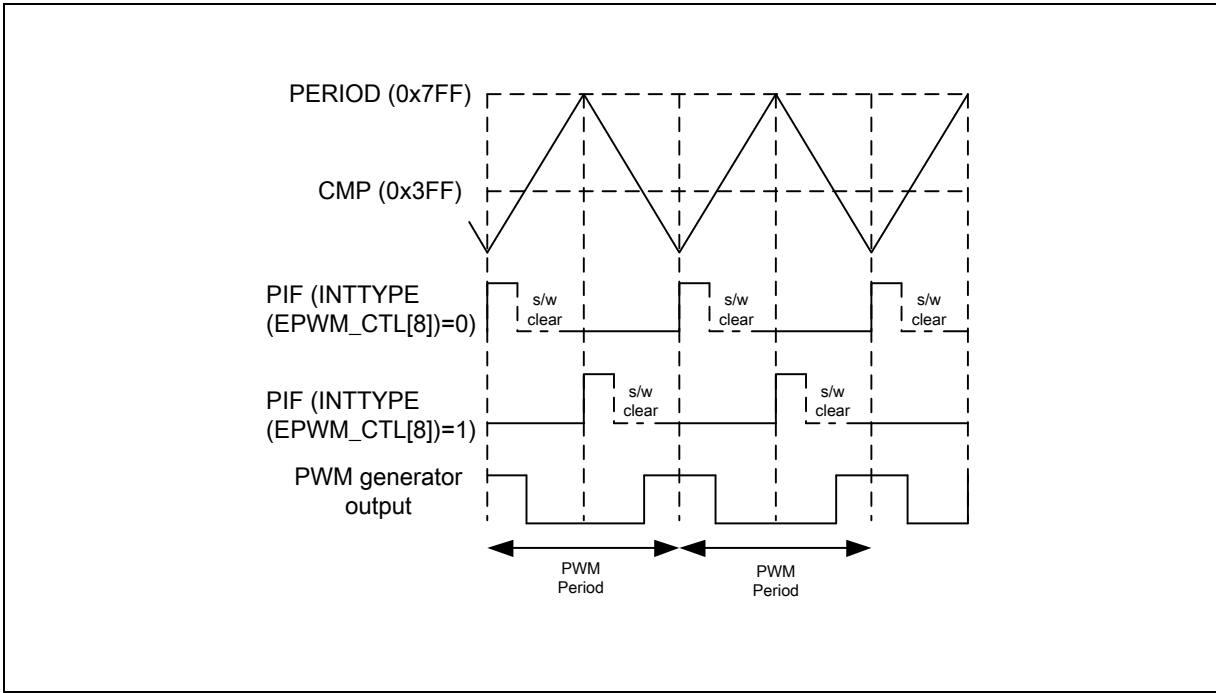 PERIOD (0x7FF)
CMP (0x3FF)
PIF (INTTYPE
(EPWM_CTL[8])=0)
s/w
clear
s/w
clear
s/w
clear
PIF (INTTYPE
(EPWM_CTL[8])=1)
s/w
clear
s/w
clear
PWM generator
output
PWM
Period
PWM
Period